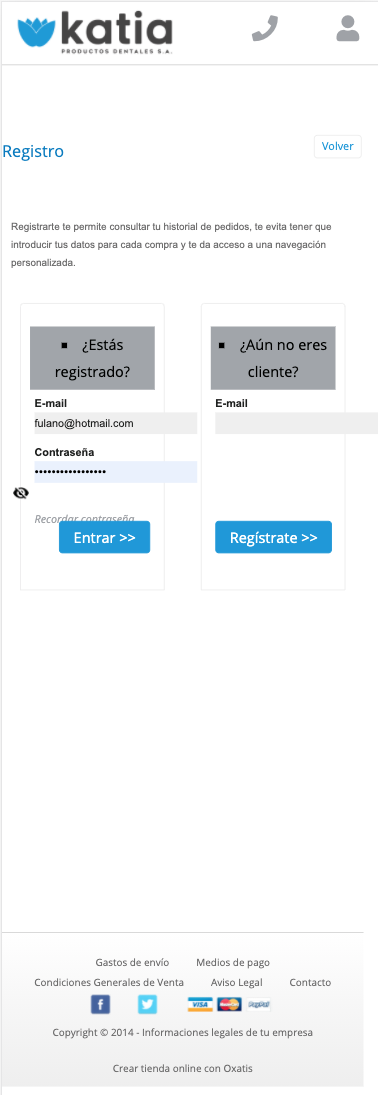 katia
PRODUCTOS DENTALES S.A.
Registro
Volver
Registrarte te permite consultar tu historial de pedidos, te evita tener que
introducir tus datos para cada compra y te da acceso a una navegación
personalizada.
¿Estás
registrado?
E-mail
fulano@hotmail.com
Contraseña
•••••••••••••••••
Recordar contraseña
Entrar >>
¿Aún no eres
cliente?
E-mail
Regístrate >>
Gastos de envío Medios de pago
Condiciones Generales de Venta Aviso Legal Contacto
VISA MasterCard PayPal
Copyright © 2014 - Informaciones legales de tu empresa
Crear tienda online con Oxatis